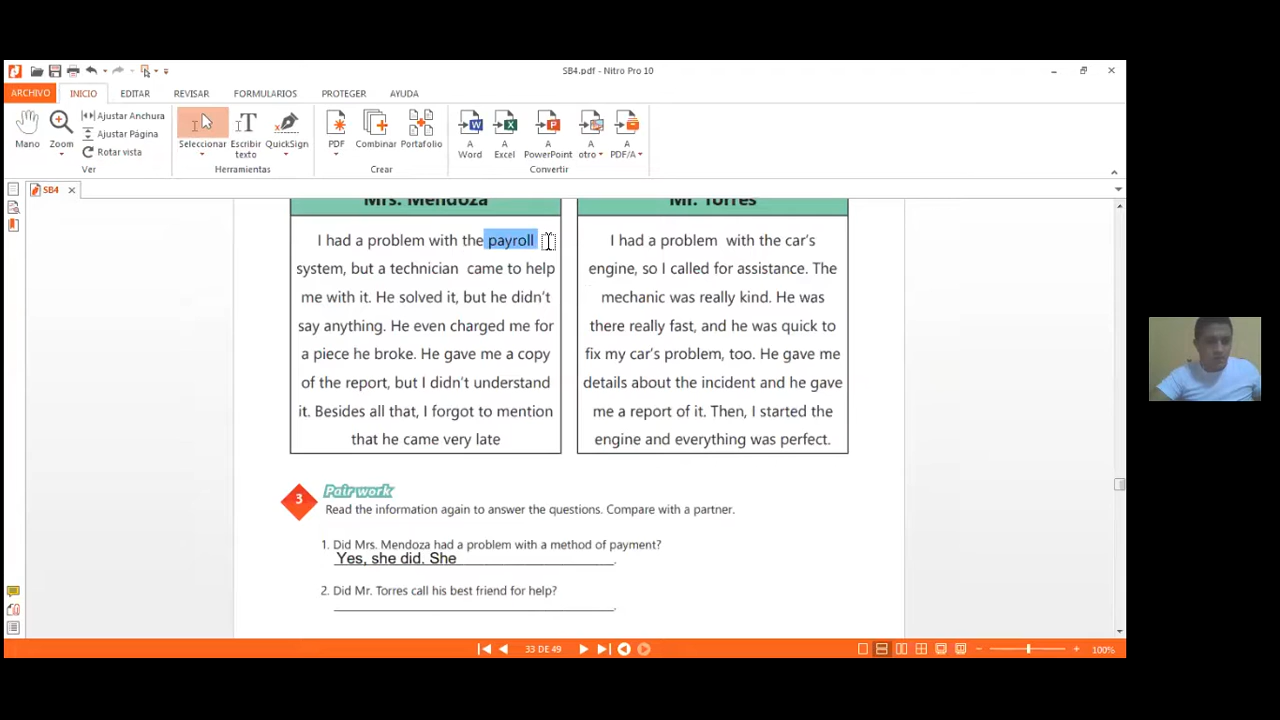 SB4.pdf - Nitro Pro 10
ARCHIVO INICIO EDITAR REVISAR FORMULARIOS PROTEGER AYUDA
Mano
Zoom
Ajustar Anchura
Ajustar Página
Rotar vista
Ver
Seleccionar
Escribir texto
QuickSign
Herramientas
PDF
Combinar
Portafolio
Crear
A Word
A Excel
A PowerPoint
A otro
A PDF/A
Convertir
SB4
Mrs. Mendoza
I had a problem with the payroll
system, but a technician came to help
me with it. He solved it, but he didn't
say anything. He even charged me for
a piece he broke. He gave me a copy
of the report, but I didn't understand
it. Besides all that, I forgot to mention
that he came very late
Mr. Torres
I had a problem with the car's
engine, so I called for assistance. The
mechanic was really kind. He was
there really fast, and he was quick to
fix my car's problem, too. He gave me
details about the incident and he gave
me a report of it. Then, I started the
engine and everything was perfect.
3
Pair work
Read the information again to answer the questions. Compare with a partner.
1. Did Mrs. Mendoza had a problem with a method of payment?
Yes, she did. She
2. Did Mr. Torres call his best friend for help?
33 DE 49
100%